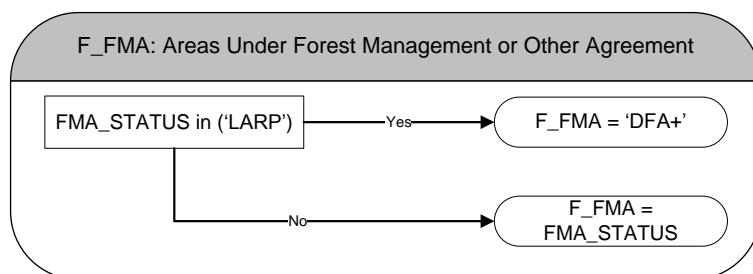 F_FMA: Areas Under Forest Management or Other Agreement
FMA_STATUS in (‘LARP’)
Yes
F_FMA = ‘DFA+’
No
F_FMA =
FMA_STATUS